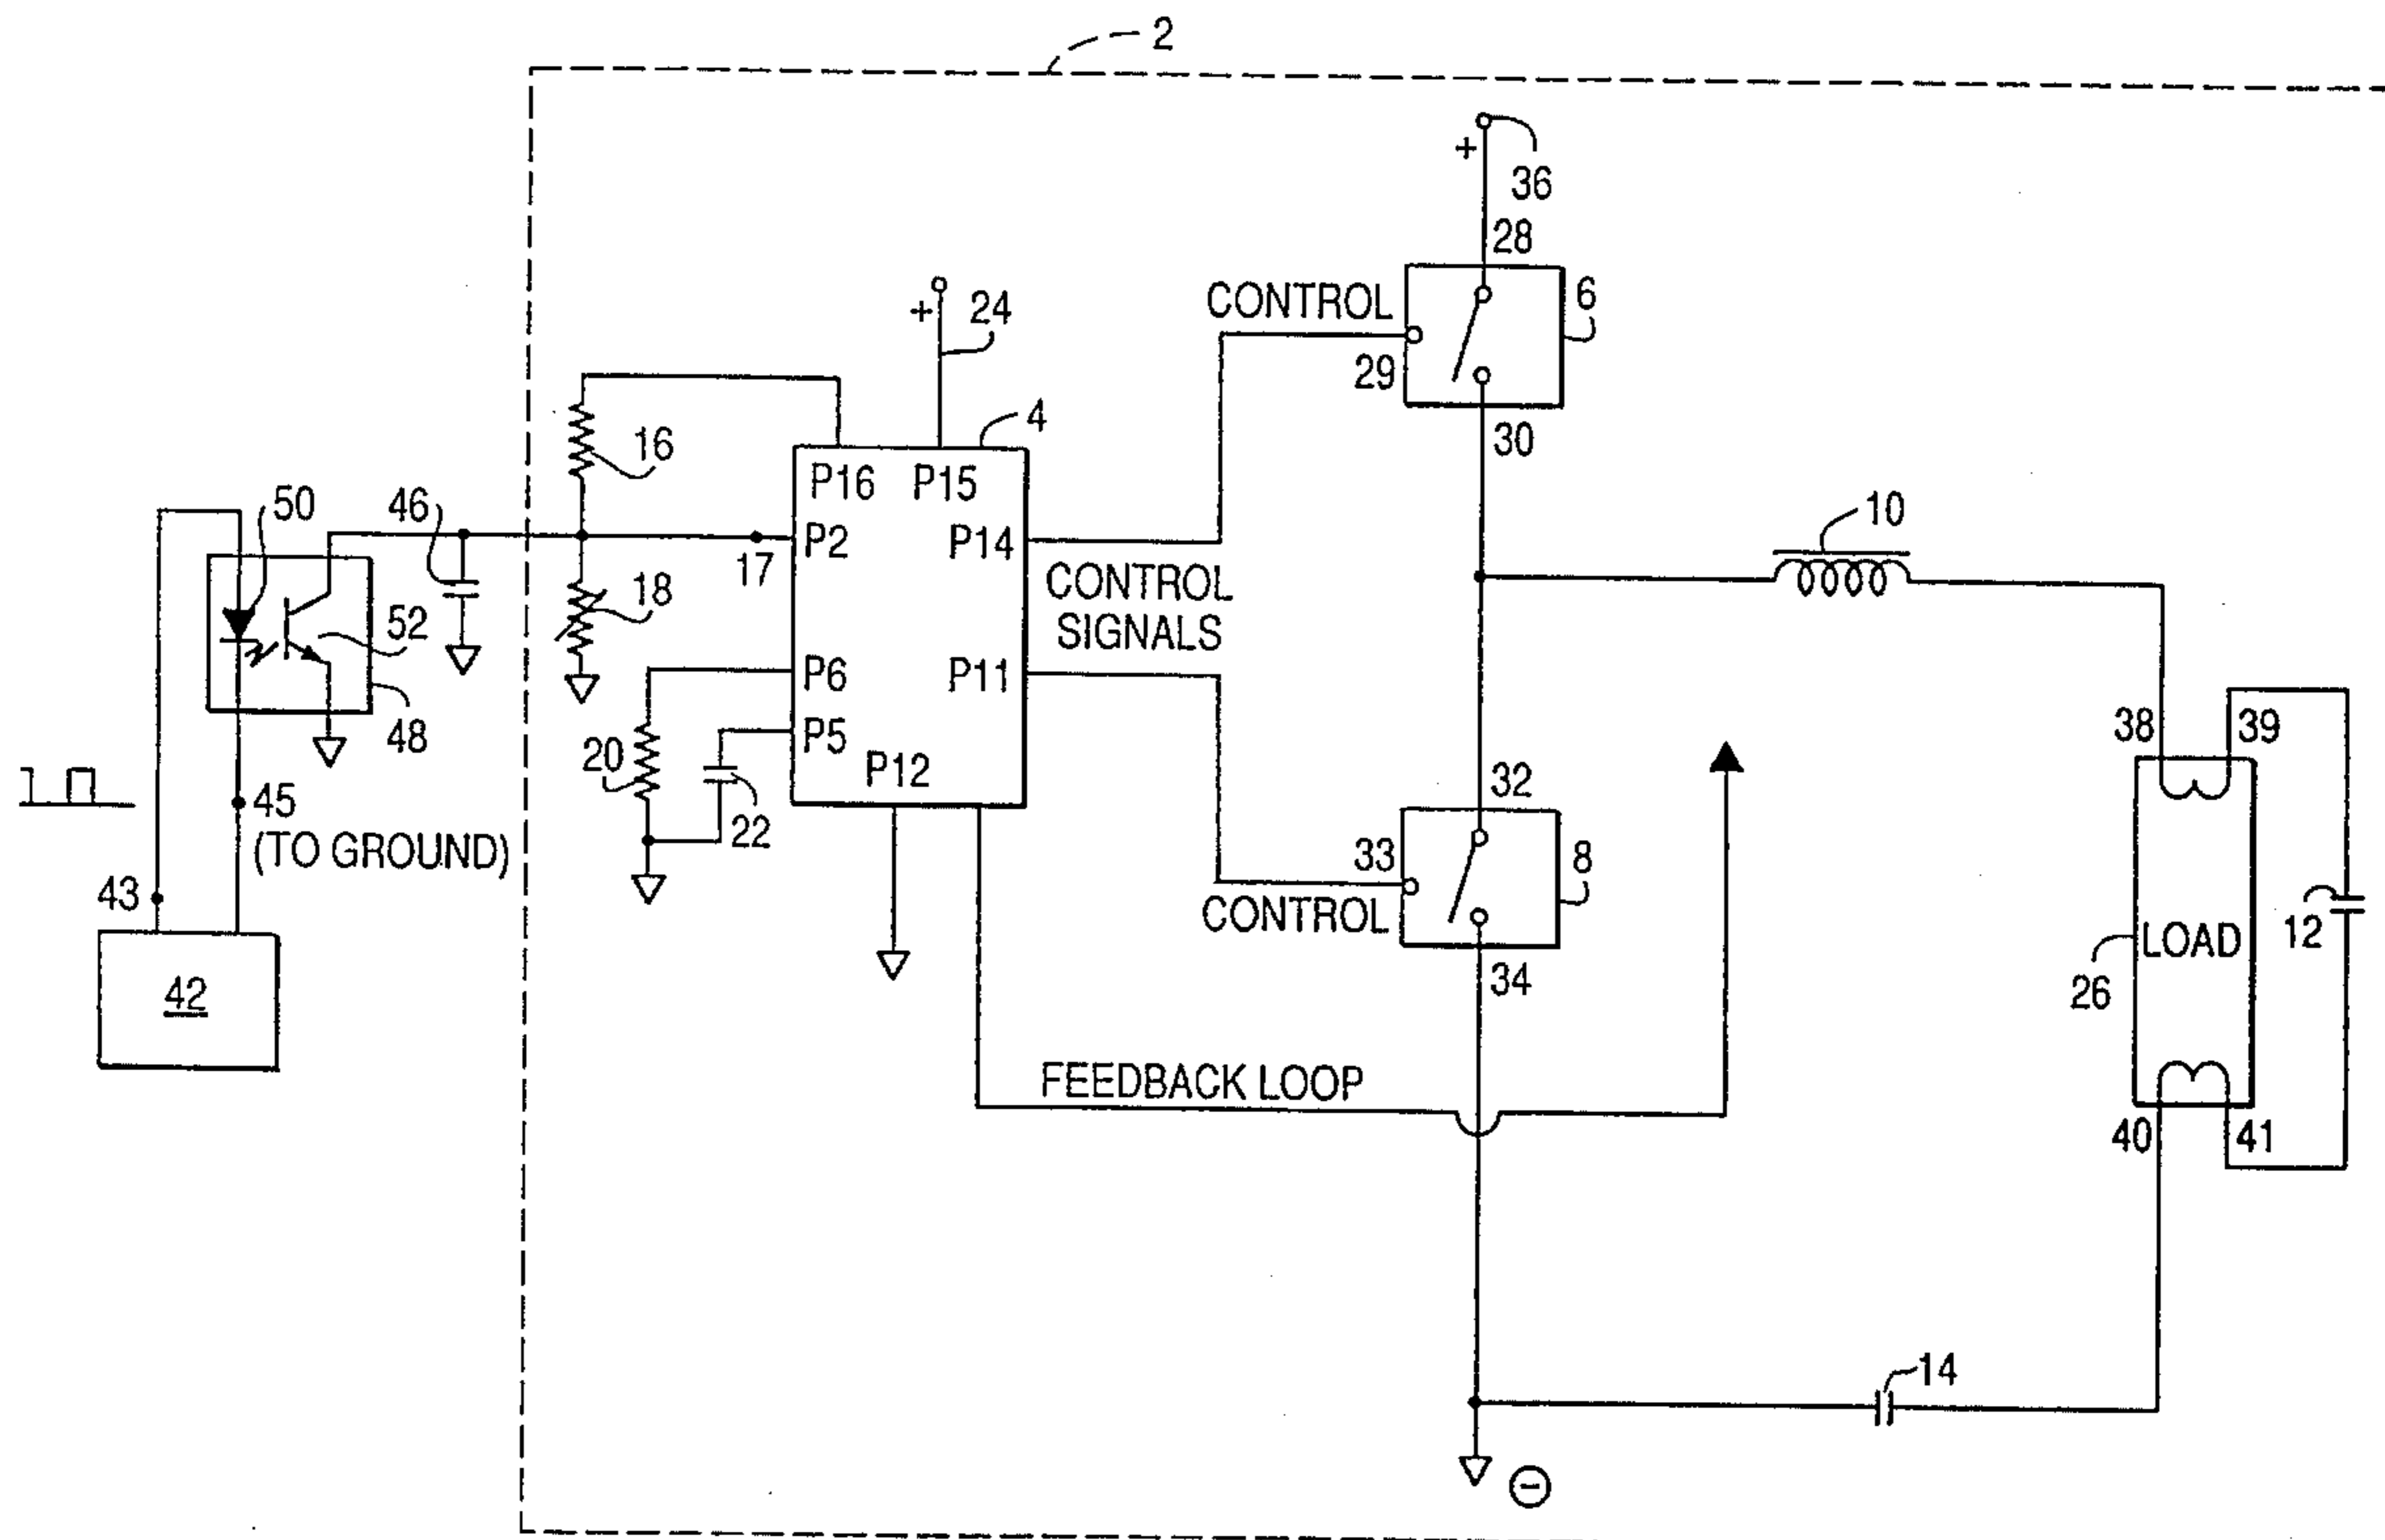 2
+
36
28
CONTROL
6
29
30
+
24
4
16
P16 P15
50
46
P2
17
P14
10
18
CONTROL
SIGNALS
52
48
P6
P11
P5
38
39
20
22
P12
32
45
(TO GROUND)
33
8
43
CONTROL
12
LOAD
34
26
42
FEEDBACK LOOP
40
41
14
-